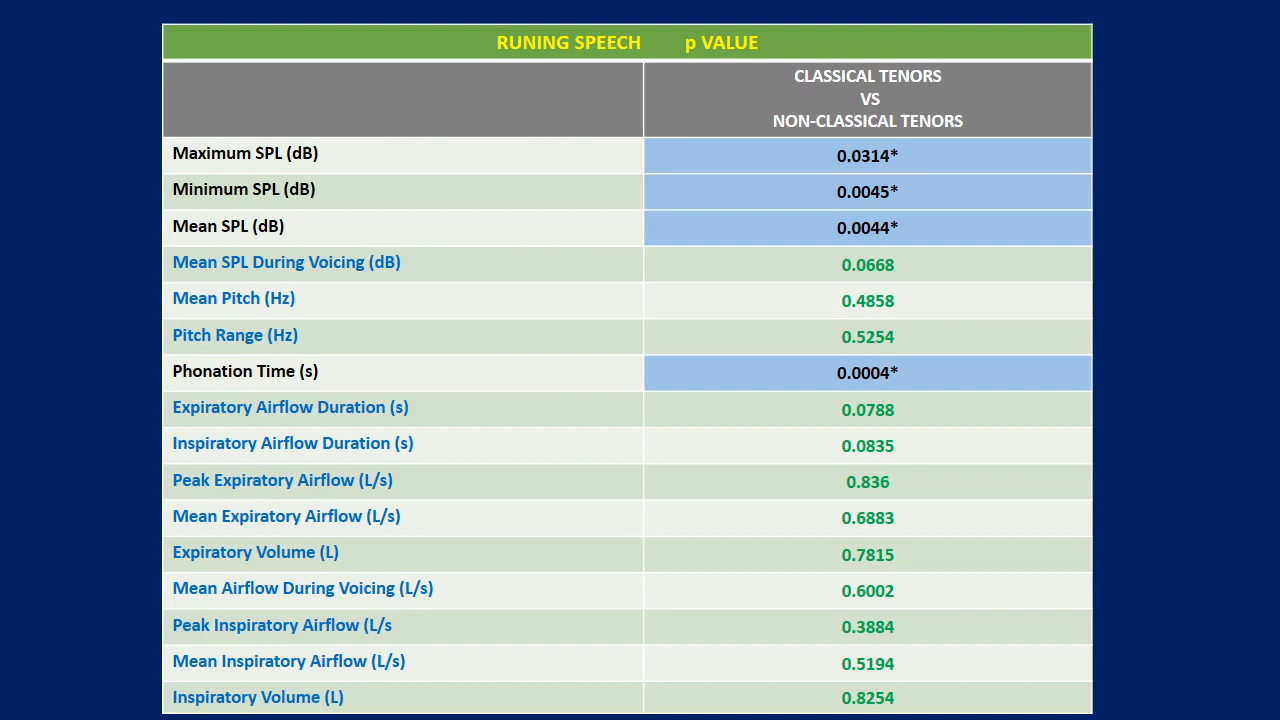 RUNING SPEECH p VALUE
CLASSICAL TENORS
VS
NON-CLASSICAL TENORS
Maximum SPL (dB) 0.0314*
Minimum SPL (dB) 0.0045*
Mean SPL (dB) 0.0044*
Mean SPL During Voicing (dB) 0.0668
Mean Pitch (Hz) 0.4858
Pitch Range (Hz) 0.5254
Phonation Time (s) 0.0004*
Expiratory Airflow Duration (s) 0.0788
Inspiratory Airflow Duration (s) 0.0835
Peak Expiratory Airflow (L/s) 0.836
Mean Expiratory Airflow (L/s) 0.6883
Expiratory Volume (L) 0.7815
Mean Airflow During Voicing (L/s) 0.6002
Peak Inspiratory Airflow (L/s 0.3884
Mean Inspiratory Airflow (L/s) 0.5194
Inspiratory Volume (L) 0.8254